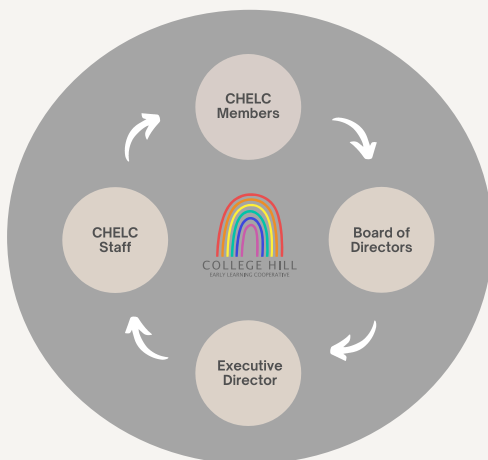 CHELC
Members
CHELC
Staff
COLLEGE HILL
EARLY LEARNING COOPERATIVE
Board of
Directors
Executive
Director